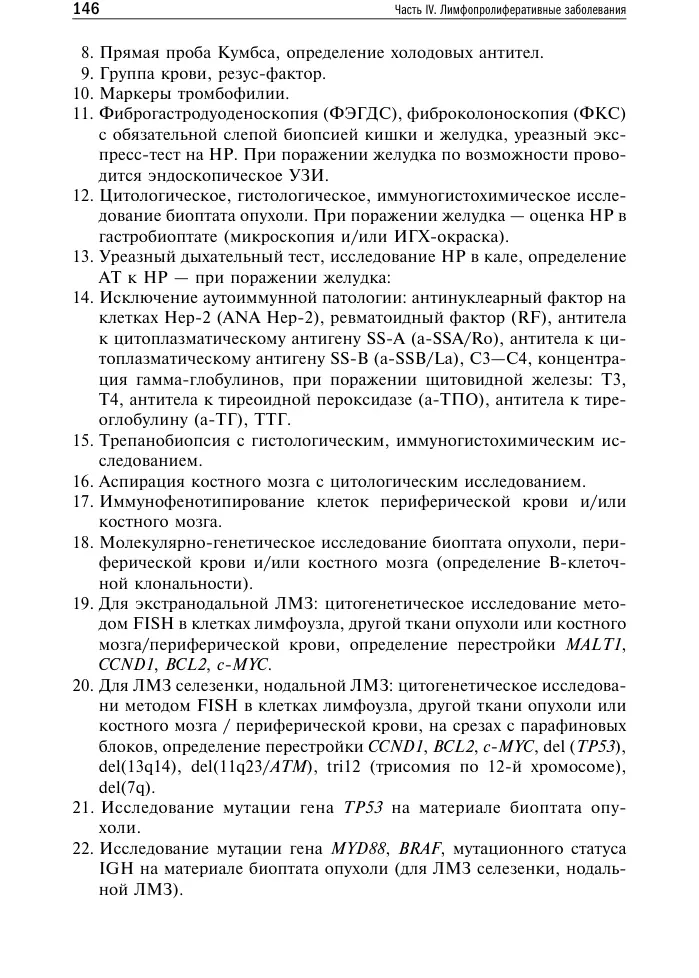 146
Часть IV. Лимфопролиферативные заболевания
8. Прямая проба Кумбса, определение холодовых антител.
9. Группа крови, резус-фактор.
10. Маркеры тромбофилии.
11. Фиброгастродуоденоскопия (ФЭГДС), фиброколоноскопия (ФКС)
с обязательной слепой биопсией кишки и желудка, уреазный экс-
пресс-тест на HP. При поражении желудка по возможности прово-
дится эндоскопическое УЗИ.
12. Цитологическое, гистологическое, иммуногистохимическое иссле-
дование биоптата опухоли. При поражении желудка — оценка HP в
гастробиоптате (микроскопия и/или ИГХ-окраска).
13. Уреазный дыхательный тест, исследование HP в кале, определение
АТ к HP — при поражении желудка:
14. Исключение аутоиммунной патологии: антинуклеарный фактор на
клетках Hep-2 (ANA Hep-2), ревматоидный фактор (RF), антитела
к цитоплазматическому антигену SS-A (a-SSA/Ro), антитела к ци-
топлазматическому антигену SS-B (a-SSB/La), C3—C4, концентра-
ция гамма-глобулинов, при поражении щитовидной железы: Т3,
Т4, антитела к тиреоидной пероксидазе (а-ТПО), антитела к тире-
оглобулину (а-ТГ), ТТГ.
15. Трепанобиопсия с гистологическим, иммуногистохимическим ис-
следованием.
16. Аспирация костного мозга с цитологическим исследованием.
17. Иммунофенотипирование клеток периферической крови и/или
костного мозга.
18. Молекулярно-генетическое исследование биоптата опухоли, пери-
ферической крови и/или костного мозга (определение В-клеточ-
ной клональности).
19. Для экстранодальной ЛМЗ: цитогенетическое исследование мето-
дом FISH в клетках лимфоузла, другой ткани опухоли или костного
мозга/периферической крови, определение перестройки MALT1,
CCND1, BCL2, c-MYC.
20. Для ЛМЗ селезенки, нодальной ЛМЗ: цитогенетическое исследова-
ни методом FISH в клетках лимфоузла, другой ткани опухоли или
костного мозга / периферической крови, на срезах с парафиновых
блоков, определение перестройки CCND1, BCL2, c-MYC, del (TP53),
del(13q14), del(11q23/ATM), tri12 (трисомия по 12-й хромосоме),
del(7q).
21. Исследование мутации гена TP53 на материале биоптата опу-
холи.
22. Исследование мутации гена MYD88, BRAF, мутационного статуса
IGH на материале биоптата опухоли (для ЛМЗ селезенки, нодаль-
ной ЛМЗ).